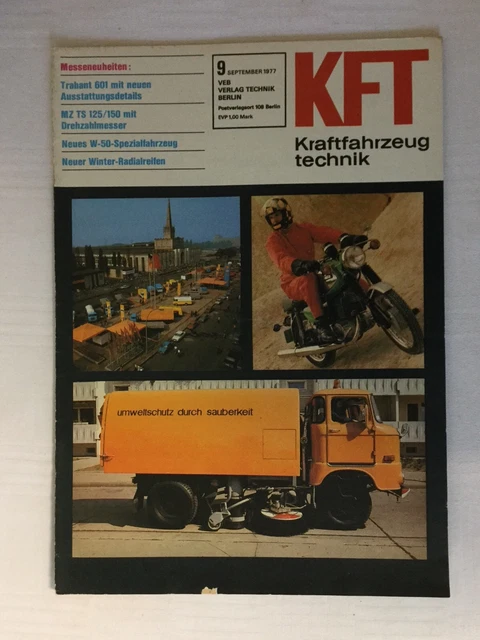 Messeneuheiten:
Trabant 601 mit neuen
Ausstattungsdetails
MZ TS 125/150 mit
Drehzahlmesser
Neues W-50-Spezialfahrzeug
Neuer Winter-Radialreifen
9 SEPTEMBER 1977
VEB
VERLAG TECHNIK
BERLIN
Postverlagsort 108 Berlin
EVP 1,00 Mark
KFT
Kraftfahrzeug
technik
umweltschutz durch sauberkeit